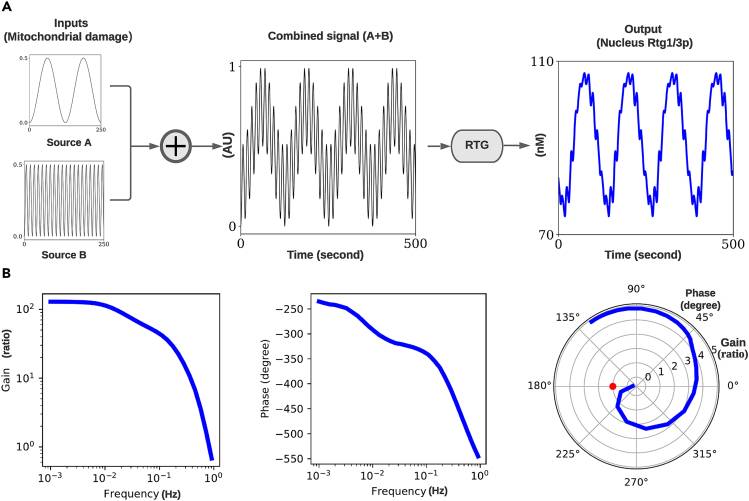 A
Inputs
(Mitochondrial damage)
0.5
0.0
0
250
Source A
0.5
0.0
0
250
Source B
Combined signal (A+B)
1
(AU)
0
0
500
Time (second)
RTG
Output
(Nucleus Rtg1/3p)
110
(nM)
70
0
500
Time (second)
B
10²
10¹
10⁰
Gain (ratio)
10⁻³
10⁻²
10⁻¹
10⁰
Frequency (Hz)
−250
−300
−350
−400
−450
−500
−550
Phase (degree)
10⁻³
10⁻²
10⁻¹
10⁰
Frequency (Hz)
90°
Phase
(degree)
135°
45°
Gain
(ratio)
0
1
2
3
4
5
180°
0°
225°
315°
270°